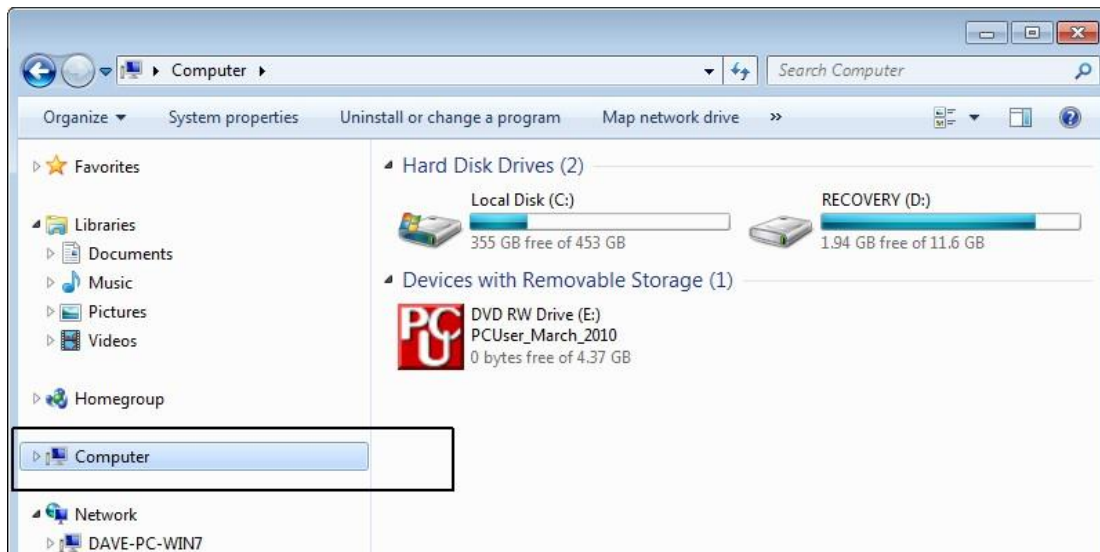 Computer
Search Computer
Organize
System properties
Uninstall or change a program
Map network drive
»
Favorites
Libraries
Documents
Music
Pictures
Videos
Homegroup
Computer
Network
DAVE-PC-WIN7
Hard Disk Drives (2)
Local Disk (C:)
355 GB free of 453 GB
RECOVERY (D:)
1.94 GB free of 11.6 GB
Devices with Removable Storage (1)
PCU
DVD RW Drive (E:)
PCUser_March_2010
0 bytes free of 4.37 GB